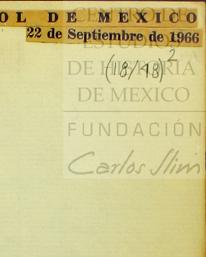 OL DE MEXICO
22 de Septiembre de 1966
CENTRO DE
ESTUDIOS
DE HISTORIA
DE MEXICO
(18/48)²
FUNDACIÓN
Carlos Slim